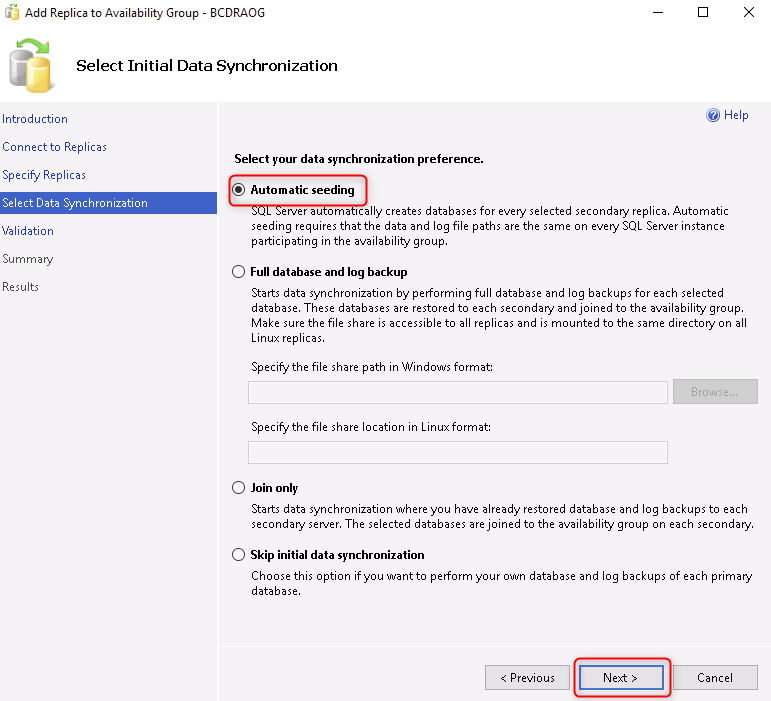 Add Replica to Availability Group - BCDRAOG
Select Initial Data Synchronization
Introduction
Connect to Replicas
Specify Replicas
Select Data Synchronization
Validation
Summary
Results
Help
Select your data synchronization preference.
Automatic seeding
SQL Server automatically creates databases for every selected secondary replica. Automatic
seeding requires that the data and log file paths are the same on every SQL Server instance
participating in the availability group.
Full database and log backup
Starts data synchronization by performing full database and log backups for each selected
database. These databases are restored to each secondary and joined to the availability group.
Make sure the file share is accessible to all replicas and is mounted to the same directory on all
Linux replicas.
Specify the file share path in Windows format:
Browse...
Specify the file share location in Linux format:
Join only
Starts data synchronization where you have already restored database and log backups to each
secondary server. The selected databases are joined to the availability group on each secondary.
Skip initial data synchronization
Choose this option if you want to perform your own database and log backups of each primary
database.
< Previous
Next >
Cancel